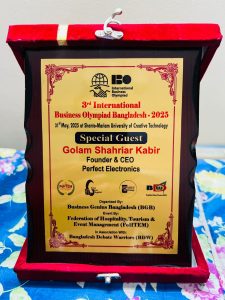 IBO
International
Business
Olympiad
3rd International
Business Olympiad Bangladesh - 2025
31st May, 2025 at Shanto-Mariam University of Creative Technology
Special Guest
Golam Shahriar Kabir
Founder & CEO
Perfect Electronics
Organized By:
Business Genius Bangladesh (BGB)
Event By:
Federation of Hospitality, Tourism &
Event Management (FoHTEM)
In Association With:
Bangladesh Debate Warriors (BDW)